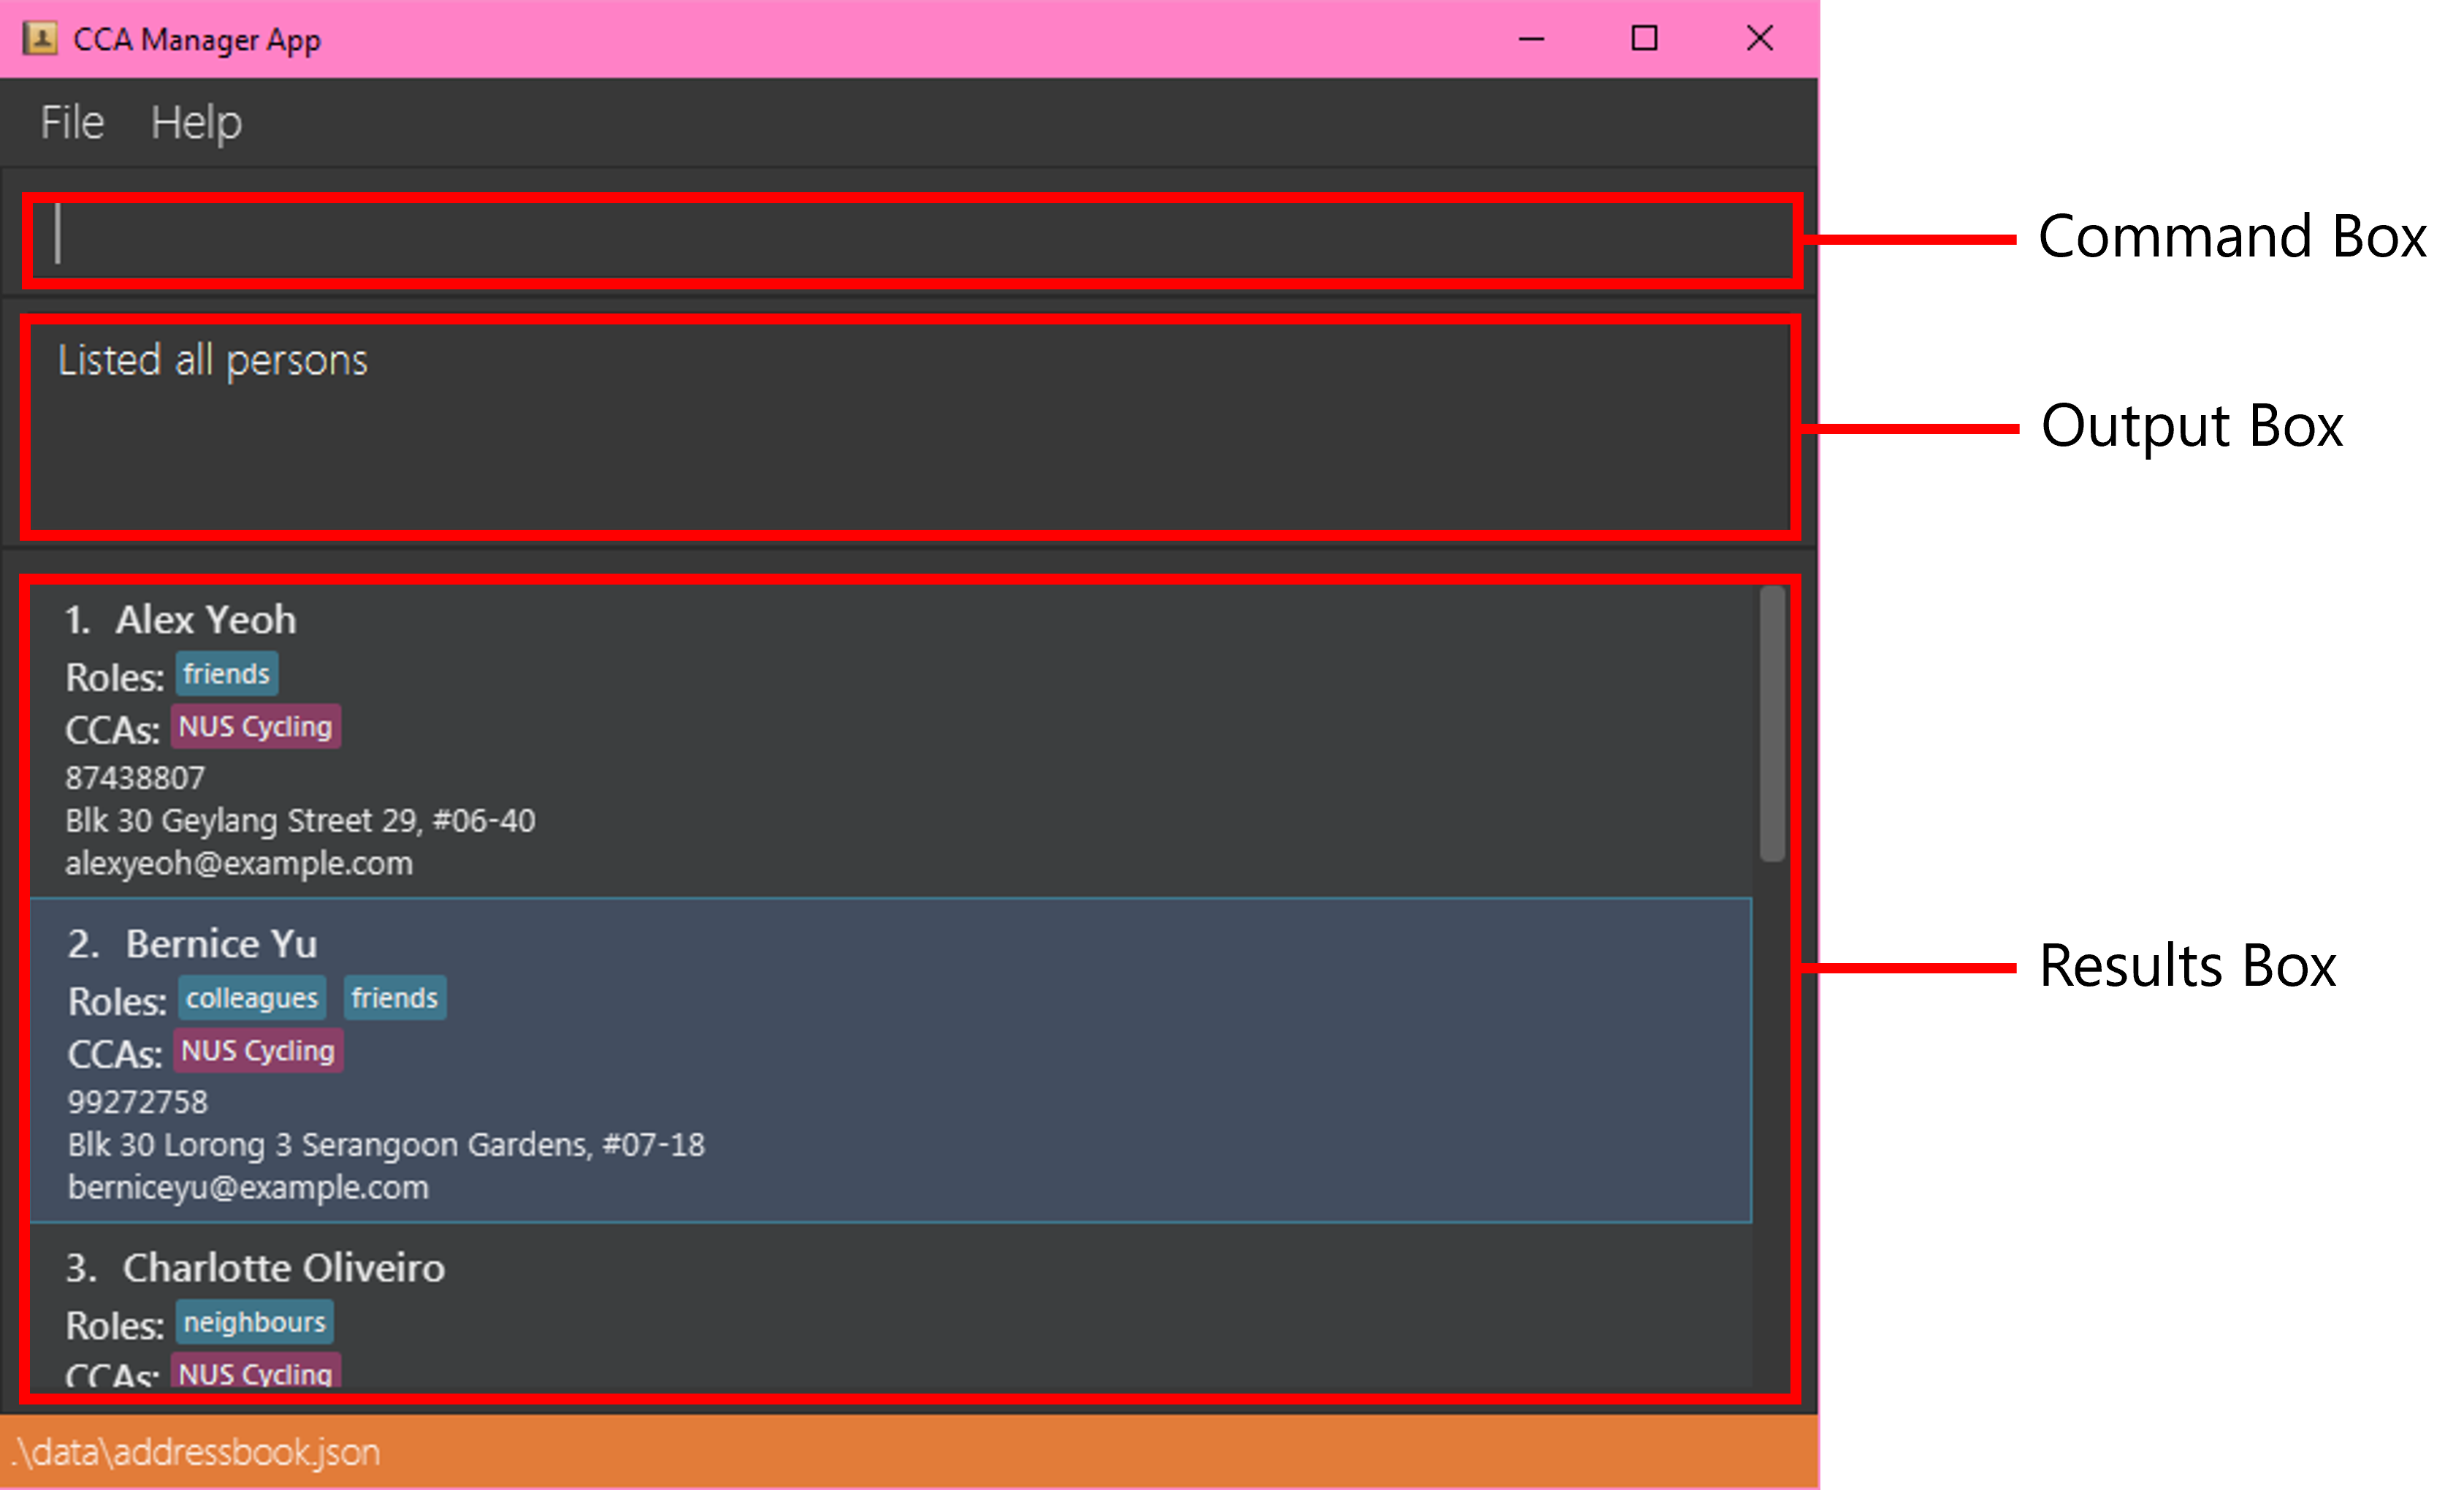 CCA Manager App
File Help
Command Box
Listed all persons
Output Box
1. Alex Yeoh
Roles: friends
CCAs: NUS Cycling
87438807
Blk 30 Geylang Street 29, #06-40
alexyeoh@example.com
2. Bernice Yu
Results Box
Roles: colleagues friends
CCAs: NUS Cycling
99272758
Blk 30 Lorong 3 Serangoon Gardens, #07-18
berniceyu@example.com
3. Charlotte Oliveiro
Roles: neighbours
CCAs: NUS Cycling
.\data\addressbook.json